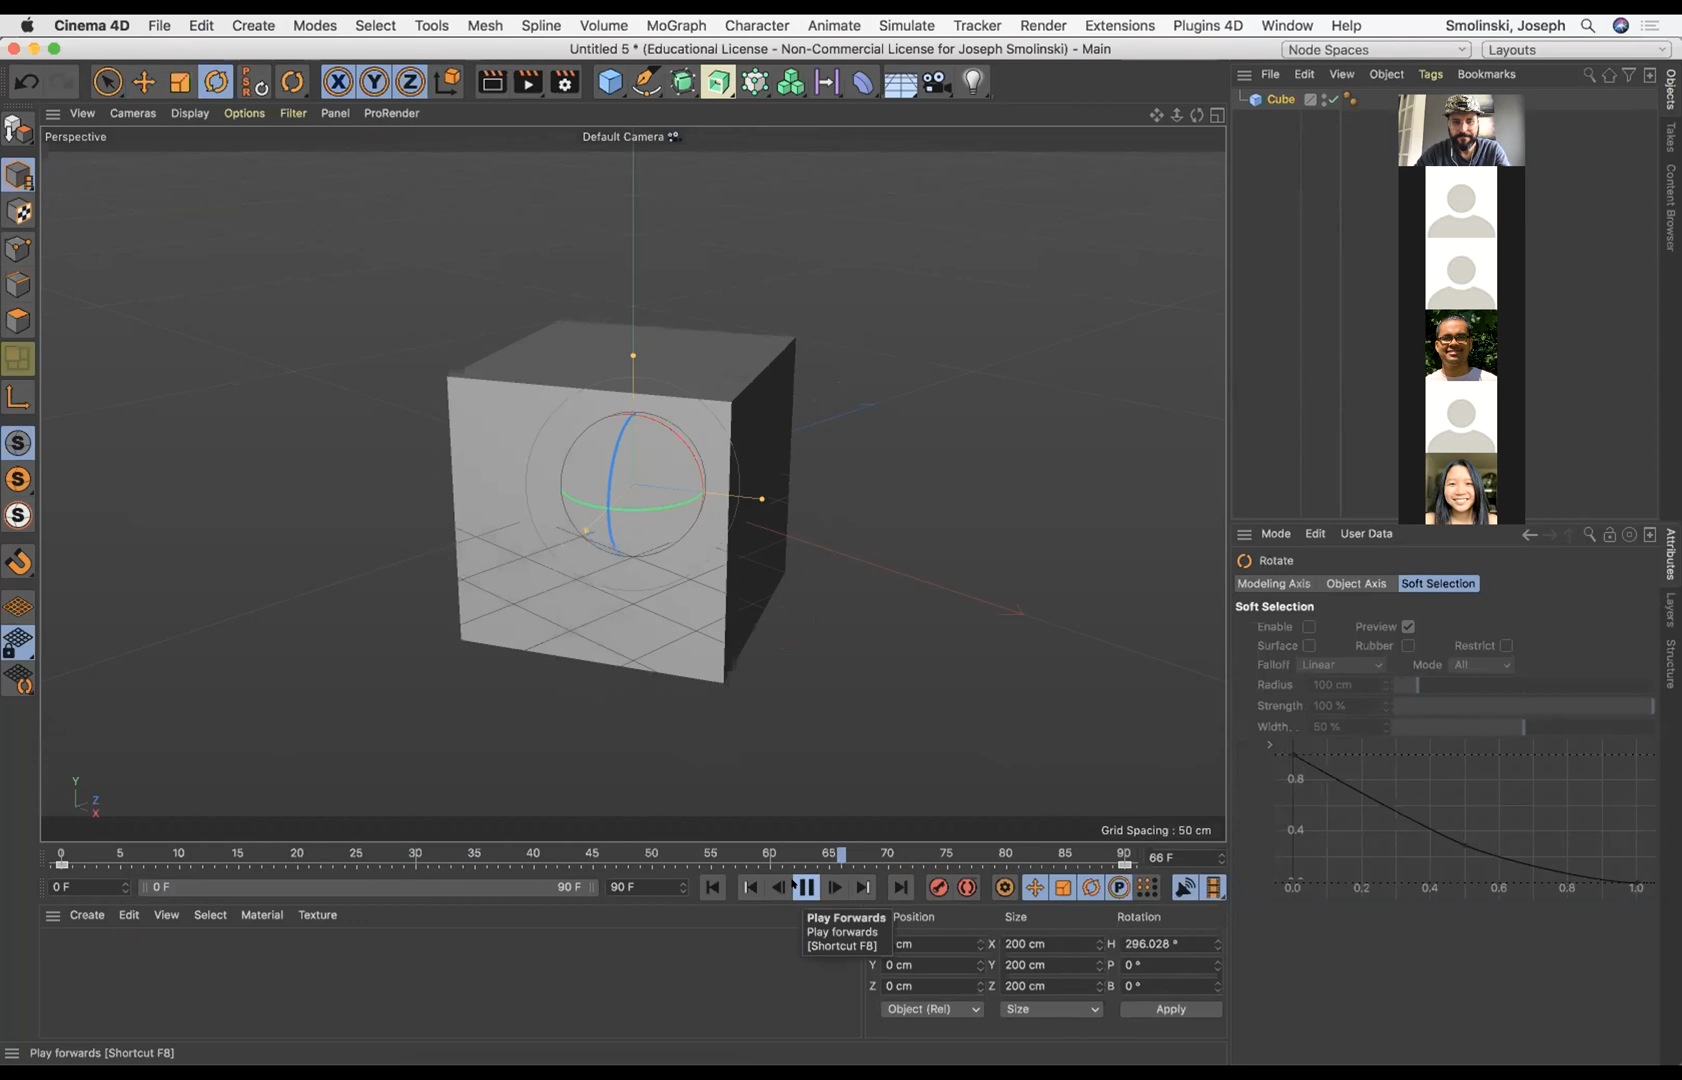 Cinema 4D File Edit Create Modes Select Tools Mesh Spline Volume MoGraph Character Animate Simulate Tracker Render Extensions Plugins 4D Window Help Smolinski, Joseph
Untitled 5 * (Educational License - Non-Commercial License for Joseph Smolinski) - Main
Node Spaces Layouts
PSR X Y Z
File Edit View Object Tags Bookmarks
Cube
View Cameras Display Options Filter Panel ProRender
Perspective
Default Camera
Objects
Takes
Content Browser
S
S
S
Mode Edit User Data
Rotate
Modeling Axis Object Axis Soft Selection
Soft Selection
Enable Preview
Surface Rubber Restrict
Falloff Linear Mode All
Radius 100 cm
Strength 100 %
Width. 50 %
0.8
0.4
0.0 0.2 0.4 0.6 0.8 1.0
Attributes
Layers
Structure
Y
Z
X
Grid Spacing : 50 cm
0 5 10 15 20 25 30 35 40 45 50 55 60 65 70 75 80 85 90 66 F
0 F 0 F 90 F 90 F
P
Create Edit View Select Material Texture
Play Forwards
Play forwards
[Shortcut F8]
Position Size Rotation
cm X 200 cm H 296.028 °
Y 0 cm Y 200 cm P 0 °
Z 0 cm Z 200 cm B 0 °
Object (Rel) Size Apply
Play forwards [Shortcut F8]